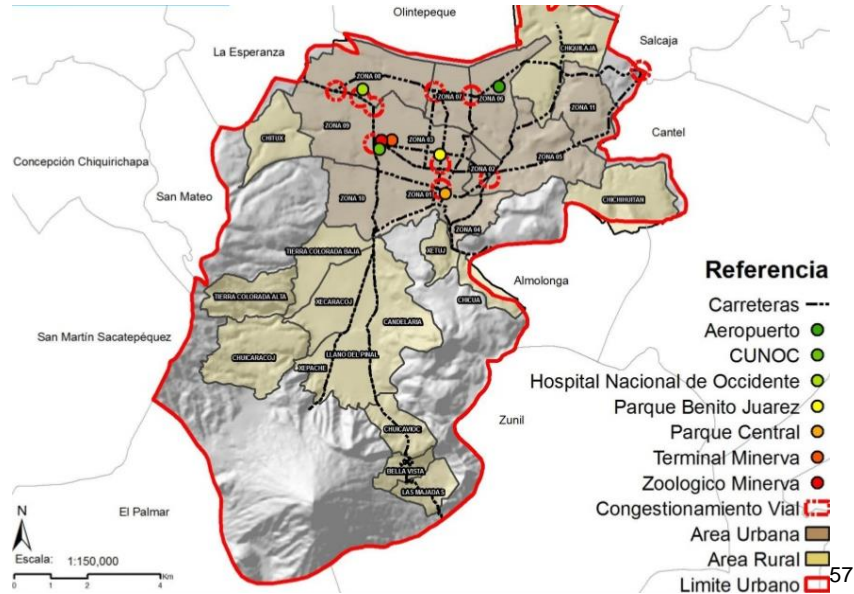 Olintepeque
La Esperanza
CHIQUILAJA
Salcaja
ZONA 08
ZONA 07
ZONA 06
ZONA 11
ZONA 09
ZONA 03
CHITUX
Cantel
Concepción Chiquirichapa
ZONA 05
San Mateo
ZONA 02
ZONA 10
ZONA 01
CHICHIHUITAN
ZONA 04
TIERRA COLORADA BAJA
XETUJ
Almolonga
TIERRA COLORADA ALTA
XECARACOJ
CHICUA
CANDELARIA
San Martín Sacatepéquez
CHUICARACOJ
LLANO DEL PINAL
XEPACHE
Zunil
CHUICAVIOC
BELLA VISTA
LAS MAJADAS
El Palmar
N
Escala: 1:150,000
0 1 2 4 Km
Referencia
Carreteras
Aeropuerto
CUNOC
Hospital Nacional de Occidente
Parque Benito Juarez
Parque Central
Terminal Minerva
Zoologico Minerva
Congestionamiento Vial
Area Urbana
Area Rural
Limite Urbano
57